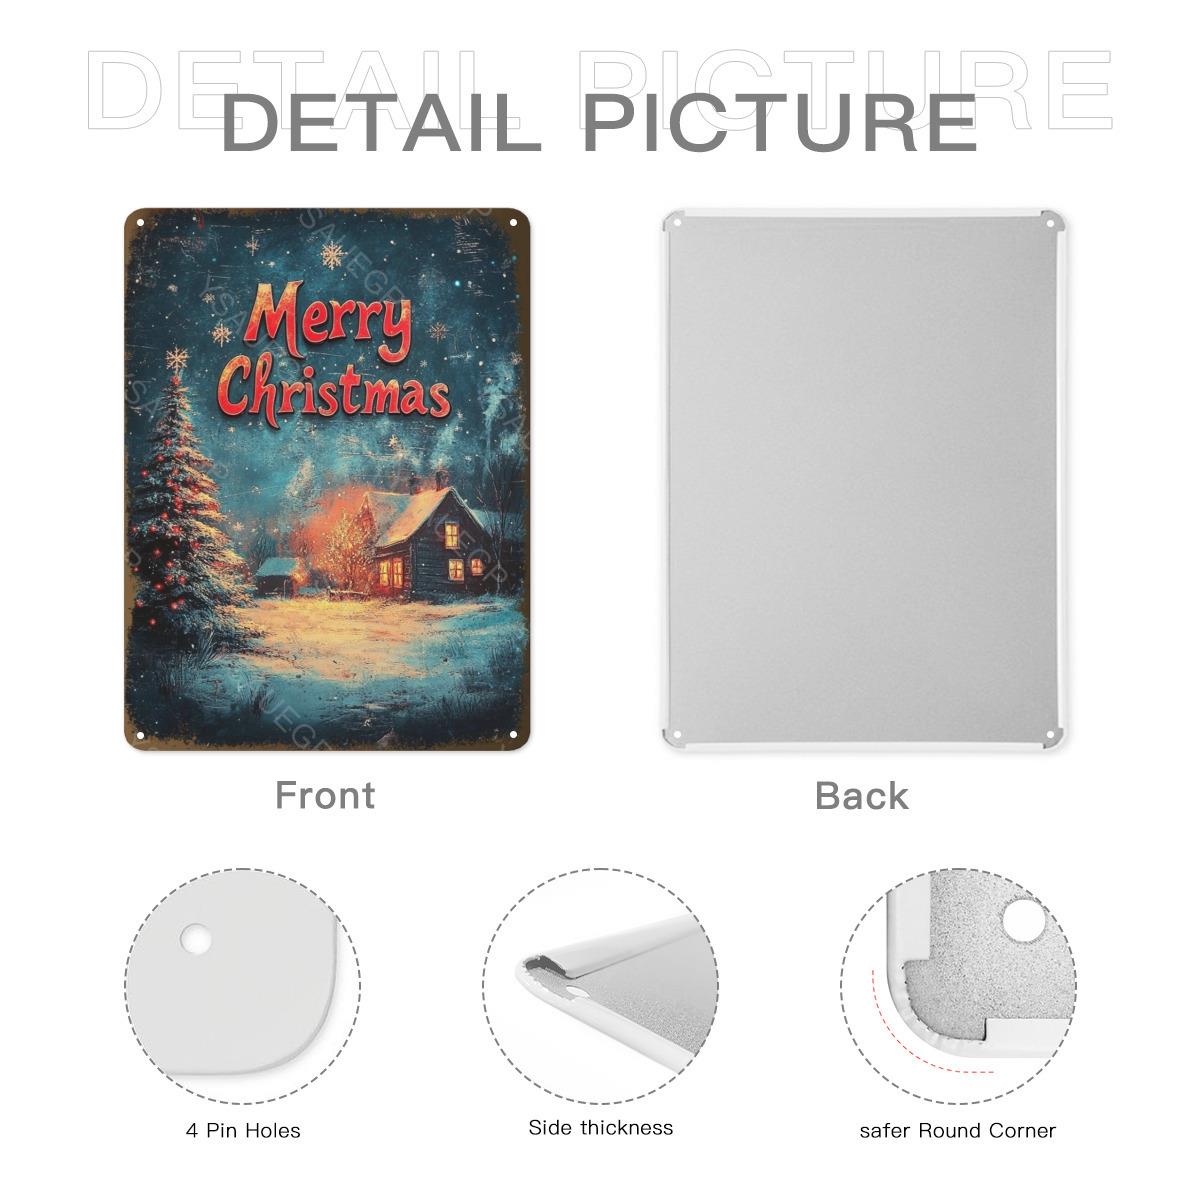 DETAIL PICTURE
DETAIL PICTURE
Merry
Christmas
Front
Back
4 Pin Holes
Side thickness
safer Round Corner